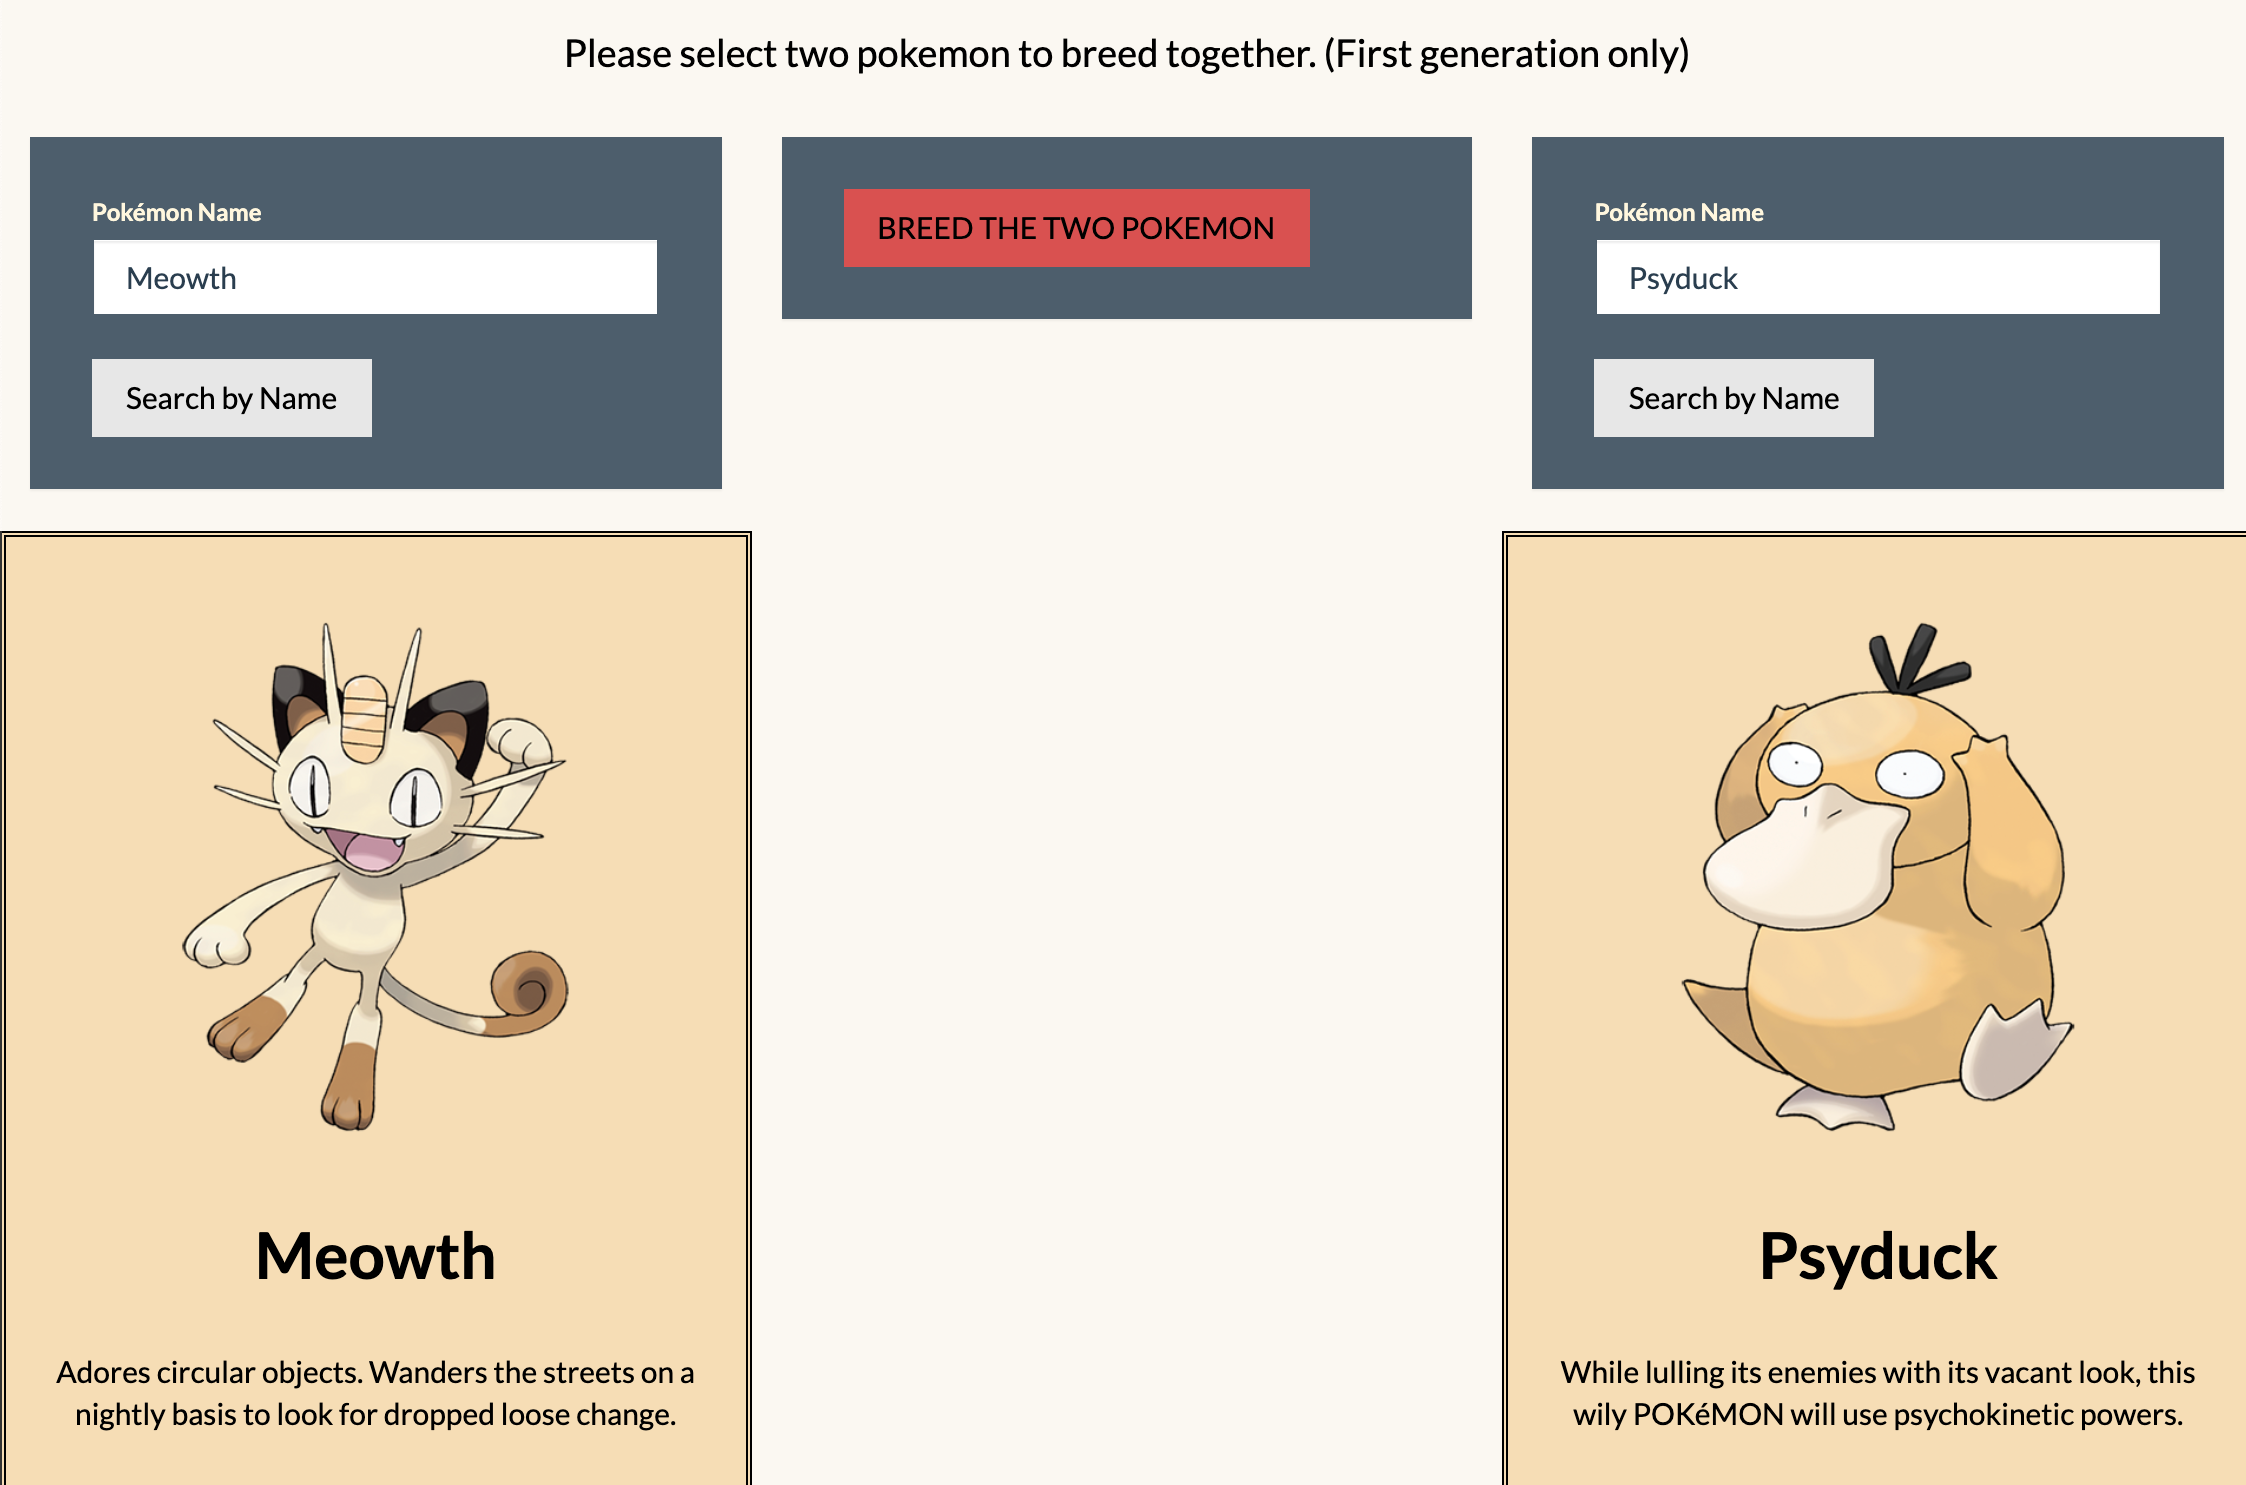 Please select two pokemon to breed together. (First generation only)
Pokémon Name
Meowth
Search by Name
BREED THE TWO POKEMON
Pokémon Name
Psyduck
Search by Name
Meowth
Adores circular objects. Wanders the streets on a
nightly basis to look for dropped loose change.
Psyduck
While lulling its enemies with its vacant look, this
wily POKéMON will use psychokinetic powers.